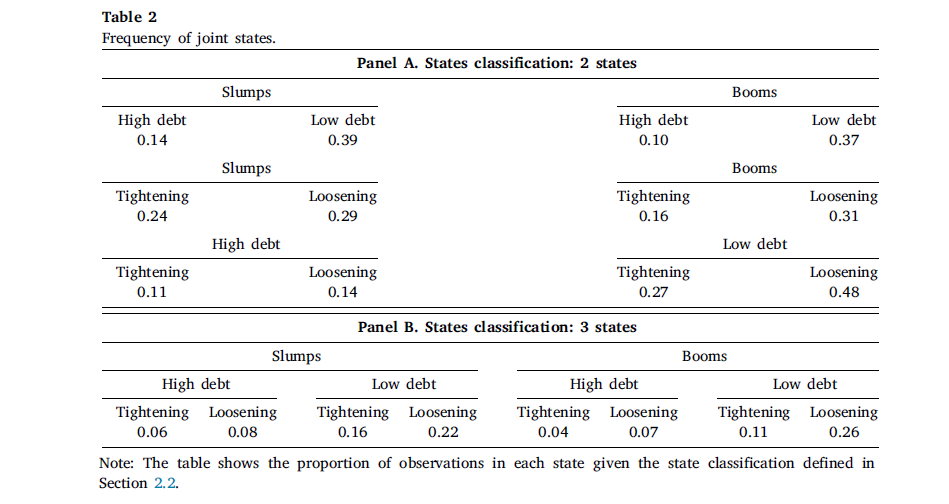 Table 2
Frequency of joint states.
Panel A. States classification: 2 states
Slumps Booms
High debt Low debt High debt Low debt
0.14 0.39 0.10 0.37
Slumps Booms
Tightening Loosening Tightening Loosening
0.24 0.29 0.16 0.31
High debt Low debt
Tightening Loosening Tightening Loosening
0.11 0.14 0.27 0.48
Panel B. States classification: 3 states
Slumps Booms
High debt Low debt High debt Low debt
Tightening Loosening Tightening Loosening Tightening Loosening Tightening Loosening
0.06 0.08 0.16 0.22 0.04 0.07 0.11 0.26
Note: The table shows the proportion of observations in each state given the state classification defined in
Section 2.2.